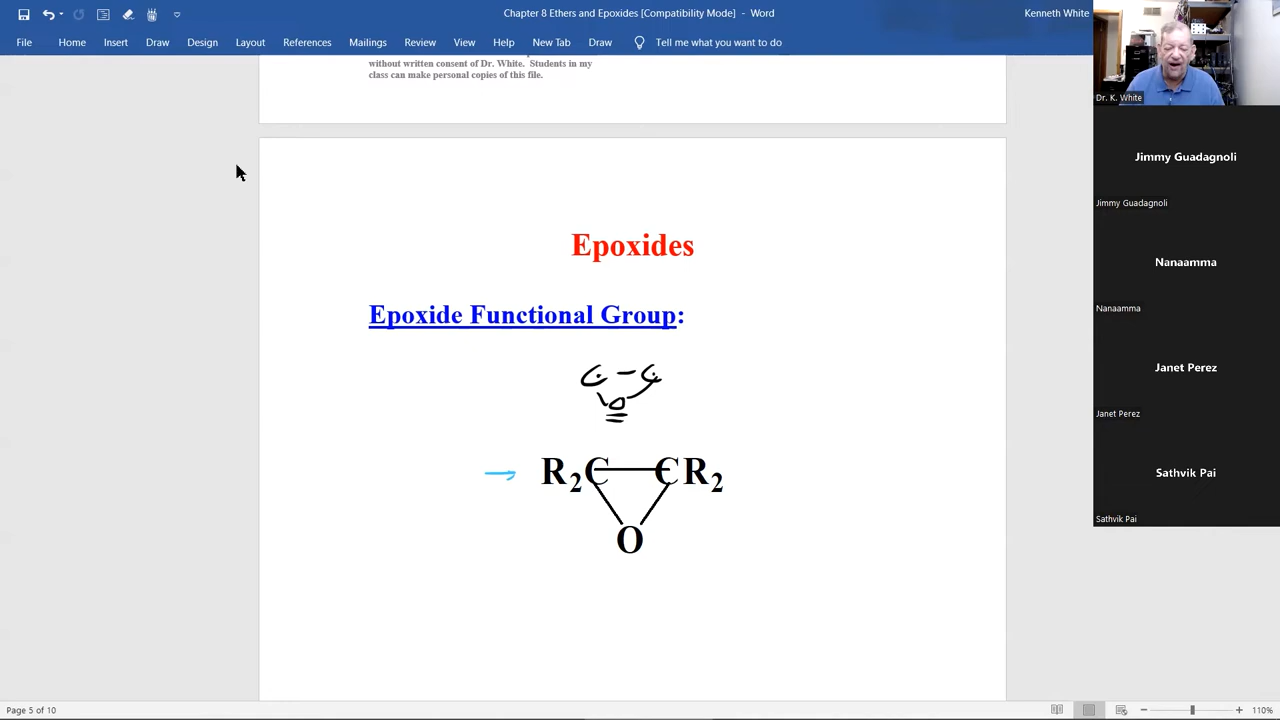 Chapter 8 Ethers and Epoxides [Compatibility Mode] - Word
Kenneth White
File Home Insert Draw Design Layout References Mailings Review View Help New Tab Draw Tell me what you want to do
without written consent of Dr. White. Students in my
class can make personal copies of this file.
Epoxides
Epoxide Functional Group:
C - C
O
R2C CR2
O
Dr. K. White
Jimmy Guadagnoli
Jimmy Guadagnoli
Nanaamma
Nanaamma
Janet Perez
Janet Perez
Sathvik Pai
Sathvik Pai
Page 5 of 10
110%